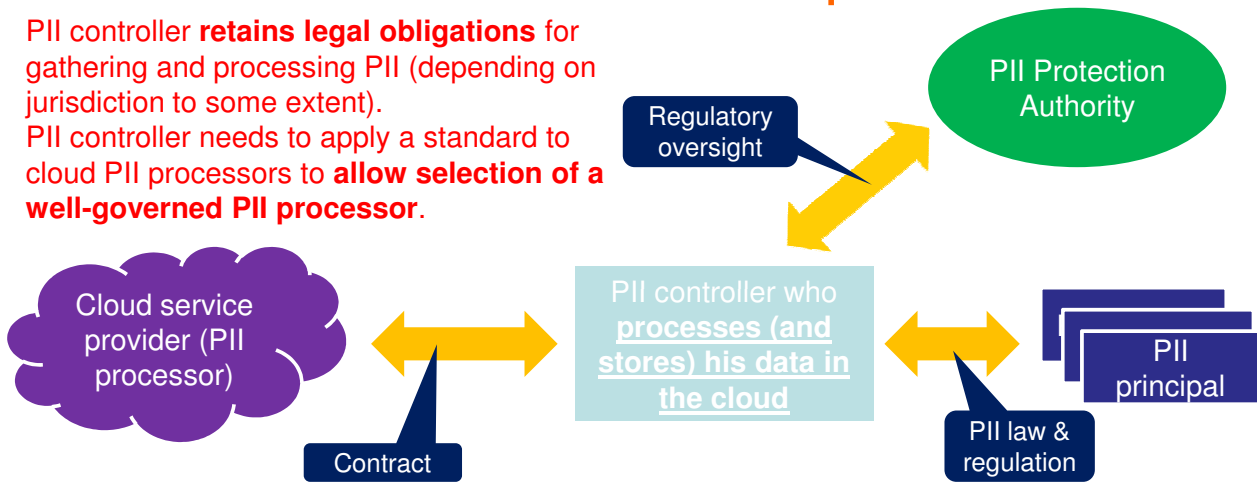 PII controller retains legal obligations for
gathering and processing PII (depending on
jurisdiction to some extent).
PII controller needs to apply a standard to
cloud PII processors to allow selection of a
well-governed PII processor.
PII Protection
Authority
Regulatory
oversight
Cloud service
provider (PII
processor)
PII controller who
processes (and
stores) his data in
the cloud
PII
principal
Contract
PII law &
regulation